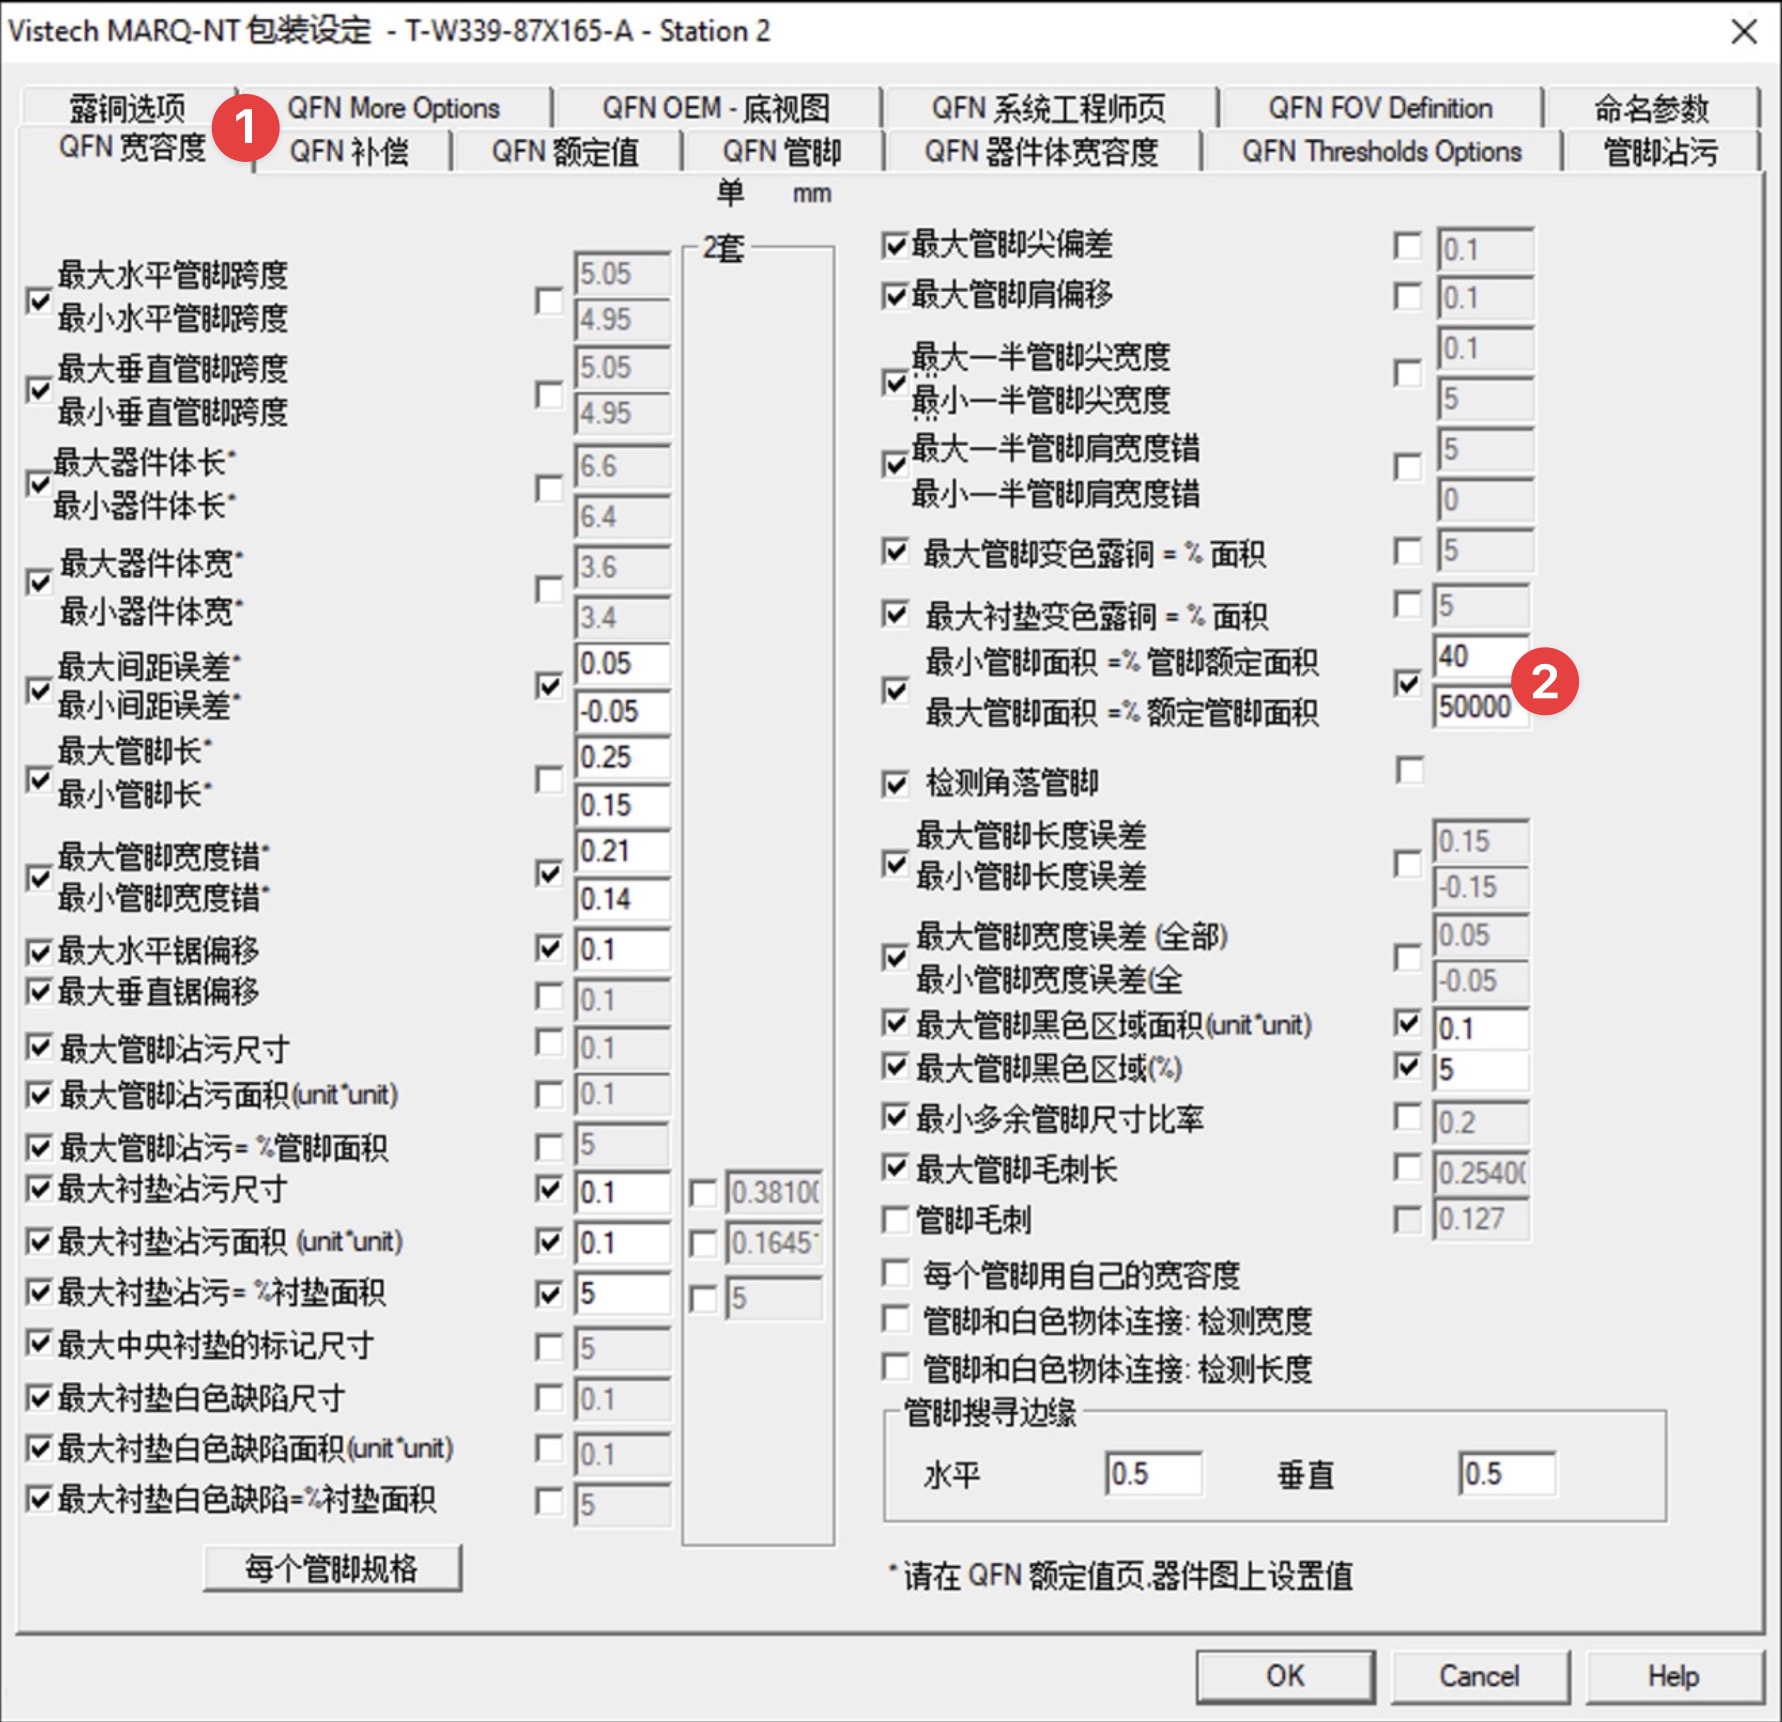 Vistech MARQ-NT 包装设定 - T-W339-87X165-A - Station 2
露铜选项 QFN More Options QFN OEM - 底视图 QFN 系统工程师页 QFN FOV Definition 命名参数
1
QFN 宽容度 QFN 补偿 QFN 额定值 QFN 管脚 QFN 器件体宽容度 QFN Thresholds Options 管脚沾污
单 mm
2套
最大水平管脚跨度 5.05
最小水平管脚跨度 4.95
最大垂直管脚跨度 5.05
最小垂直管脚跨度 4.95
最大器件体长* 6.6
最小器件体长* 6.4
最大器件体宽* 3.6
最小器件体宽* 3.4
最大间距误差* 0.05
最小间距误差* -0.05
最大管脚长* 0.25
最小管脚长* 0.15
最大管脚宽度错* 0.21
最小管脚宽度错* 0.14
最大水平锯偏移 0.1
最大垂直锯偏移 0.1
最大管脚沾污尺寸 0.1
最大管脚沾污面积(unit*unit) 0.1
最大管脚沾污= %管脚面积 5
最大衬垫沾污尺寸 0.1 0.3810
最大衬垫沾污面积 (unit*unit) 0.1 0.1645
最大衬垫沾污= %衬垫面积 5 5
最大中央衬垫的标记尺寸 5
最大衬垫白色缺陷尺寸 0.1
最大衬垫白色缺陷面积(unit*unit) 0.1
最大衬垫白色缺陷=%衬垫面积 5
每个管脚规格
最大管脚尖偏差 0.1
最大管脚肩偏移 0.1
最大一半管脚尖宽度 0.1
最小一半管脚尖宽度 5
最大一半管脚肩宽度错 5
最小一半管脚肩宽度错 0
最大管脚变色露铜 = % 面积 5
最大衬垫变色露铜 = % 面积 5
最小管脚面积 =% 管脚额定面积 40
2
最大管脚面积 =% 额定管脚面积 50000
检测角落管脚
最大管脚长度误差 0.15
最小管脚长度误差 -0.15
最大管脚宽度误差 (全部) 0.05
最小管脚宽度误差(全 -0.05
最大管脚黑色区域面积(unit*unit) 0.1
最大管脚黑色区域(%) 5
最小多余管脚尺寸比率 0.2
最大管脚毛刺长 0.2540
管脚毛刺 0.127
每个管脚用自己的宽容度
管脚和白色物体连接: 检测宽度
管脚和白色物体连接: 检测长度
管脚搜寻边缘
水平 0.5 垂直 0.5
*请在 QFN 额定值页,器件图上设置值
OK Cancel Help